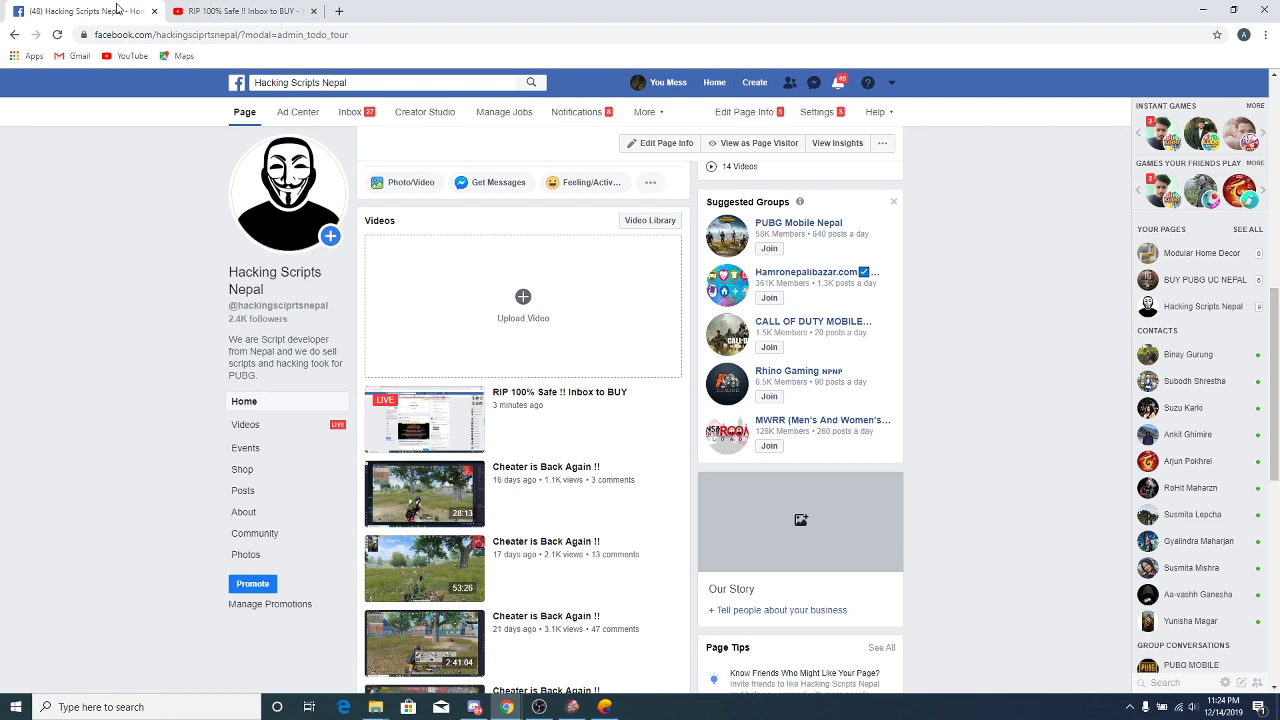 (48) Hacking Scripts Nepal - Hom
RIP 100% Safe !! Inbox to BUY -
facebook.com/hackingsciprtsnepal/?modal=admin_todo_tour
Apps
Gmail
YouTube
Maps
Hacking Scripts Nepal
You Mess
Home
Create
48
Page
Ad Center
Inbox 27
Creator Studio
Manage Jobs
Notifications 8
More
Edit Page Info 3
Settings 3
Help
Edit Page Info
View as Page Visitor
View Insights
Hacking Scripts
Nepal
@hackingsciprtsnepal
2.4K followers
We are Script developer
from Nepal and we do sell
scripts and hacking took for
PUBG.
Home
Videos LIVE
Events
Shop
Posts
About
Community
Photos
Promote
Manage Promotions
Photo/Video
Get Messages
Feeling/Activ...
Videos
Video Library
Upload Video
LIVE
RIP 100% Safe !! Inbox to BUY
3 minutes ago
28:13
Cheater is Back Again !!
16 days ago • 1.1K views • 3 comments
53:26
Cheater is Back Again !!
17 days ago • 2.1K views • 13 comments
2:41:04
Cheater is Back Again !!
21 days ago • 3.1K views • 47 comments
Cheater is Back Again !!
14 Videos
Suggested Groups
PUBG Mobile Nepal
58K Members • 640 posts a day
Join
Hamronepalibazar.com ...
361K Members • 1.3K posts a day
Join
CALL OF DUTY MOBILE...
1.5K Members • 20 posts a day
Join
Rhino Gaming NPNP
6.5K Members • 90 posts a day
Join
MWRR (Men's And Women's...
126K Members • 260 posts a day
Join
Our Story
+ Tell people about your business
Page Tips
See All
Know Friends Who Might Like Your Page?
Invite friends to like Hacking Scripts Nepal
INSTANT GAMES
MORE
2
GAMES YOUR FRIENDS PLAY
MORE
2
YOUR PAGES
SEE ALL
Modular Home Decor
0
TJY PUBG UC NEPAL
6
Hacking Scripts Nepal
8
CONTACTS
Binay Gurung
Subodh Shrestha
Suzu Karki
Ankit Ghimire
Arjun Pokhrel
RoHit Maharzn
Susmita Lepcha
Gyalindra Maharjan
Susmita Mishra
Aa-vashh Ganesha
Yunisha Magar
GROUP CONVERSATIONS
PUBG MOBILE
Search
Type here to search
11:24 PM
12/14/2019